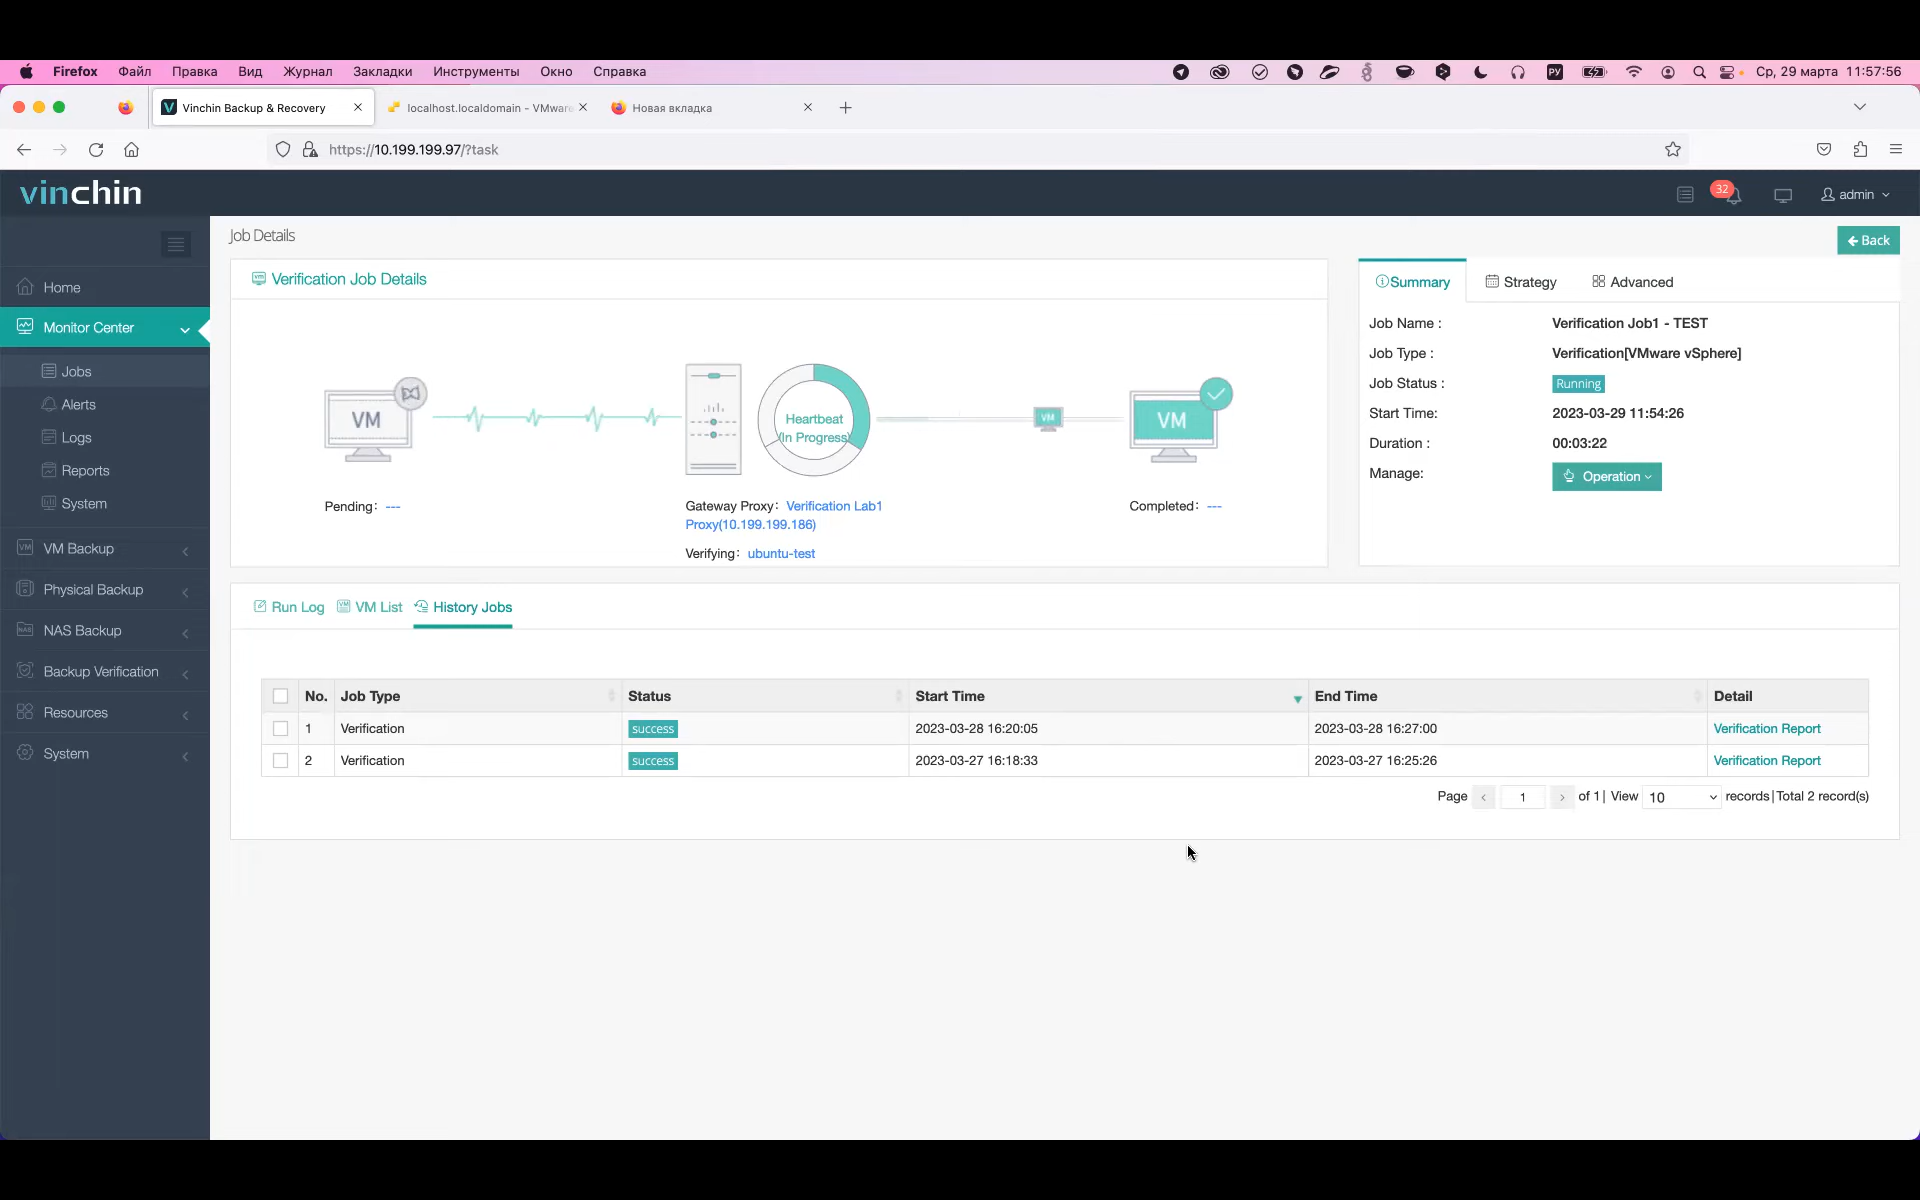 Firefox Файл Правка Вид Журнал Закладки Инструменты Окно Справка РУ Ср, 29 марта 11:57:56
Vinchin Backup & Recovery localhost.localdomain - VMware Новая вкладка
https://10.199.199.97/?task
vinchin 32 admin
Job Details
Back
Home
Monitor Center
Jobs
Alerts
Logs
Reports
System
VM Backup
Physical Backup
NAS Backup
Backup Verification
Resources
System
Verification Job Details
VM
Heartbeat
(In Progress)
VM
VM
Pending: ---
Gateway Proxy: Verification Lab1
Proxy(10.199.199.186)
Verifying: ubuntu-test
Completed: ---
Summary Strategy Advanced
Job Name : Verification Job1 - TEST
Job Type : Verification[VMware vSphere]
Job Status : Running
Start Time: 2023-03-29 11:54:26
Duration : 00:03:22
Manage: Operation
Run Log VM List History Jobs
No. Job Type Status Start Time End Time Detail
1 Verification success 2023-03-28 16:20:05 2023-03-28 16:27:00 Verification Report
2 Verification success 2023-03-27 16:18:33 2023-03-27 16:25:26 Verification Report
Page < 1 > of 1 | View 10 records | Total 2 record(s)